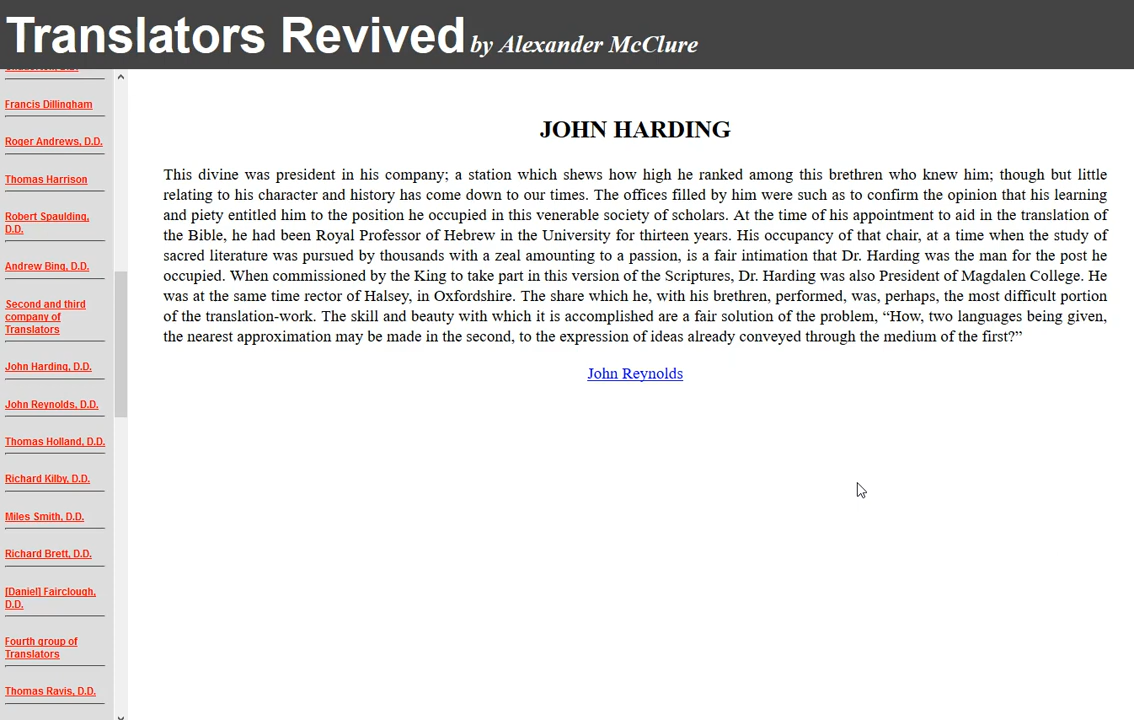 Translators Revived by Alexander McClure
Francis Dillingham
Roger Andrews, D.D.
Thomas Harrison
Robert Spaulding,
D.D.
Andrew Bing, D.D.
Second and third
company of
Translators
John Harding, D.D.
John Reynolds, D.D.
Thomas Holland, D.D.
Richard Kilby, D.D.
Miles Smith, D.D.
Richard Brett, D.D.
[Daniel] Fairclough,
D.D.
Fourth group of
Translators
Thomas Ravis, D.D.
JOHN HARDING
This divine was president in his company; a station which shews how high he ranked among this brethren who knew him; though but little
relating to his character and history has come down to our times. The offices filled by him were such as to confirm the opinion that his learning
and piety entitled him to the position he occupied in this venerable society of scholars. At the time of his appointment to aid in the translation of
the Bible, he had been Royal Professor of Hebrew in the University for thirteen years. His occupancy of that chair, at a time when the study of
sacred literature was pursued by thousands with a zeal amounting to a passion, is a fair intimation that Dr. Harding was the man for the post he
occupied. When commissioned by the King to take part in this version of the Scriptures, Dr. Harding was also President of Magdalen College. He
was at the same time rector of Halsey, in Oxfordshire. The share which he, with his brethren, performed, was, perhaps, the most difficult portion
of the translation-work. The skill and beauty with which it is accomplished are a fair solution of the problem, “How, two languages being given,
the nearest approximation may be made in the second, to the expression of ideas already conveyed through the medium of the first?”
John Reynolds